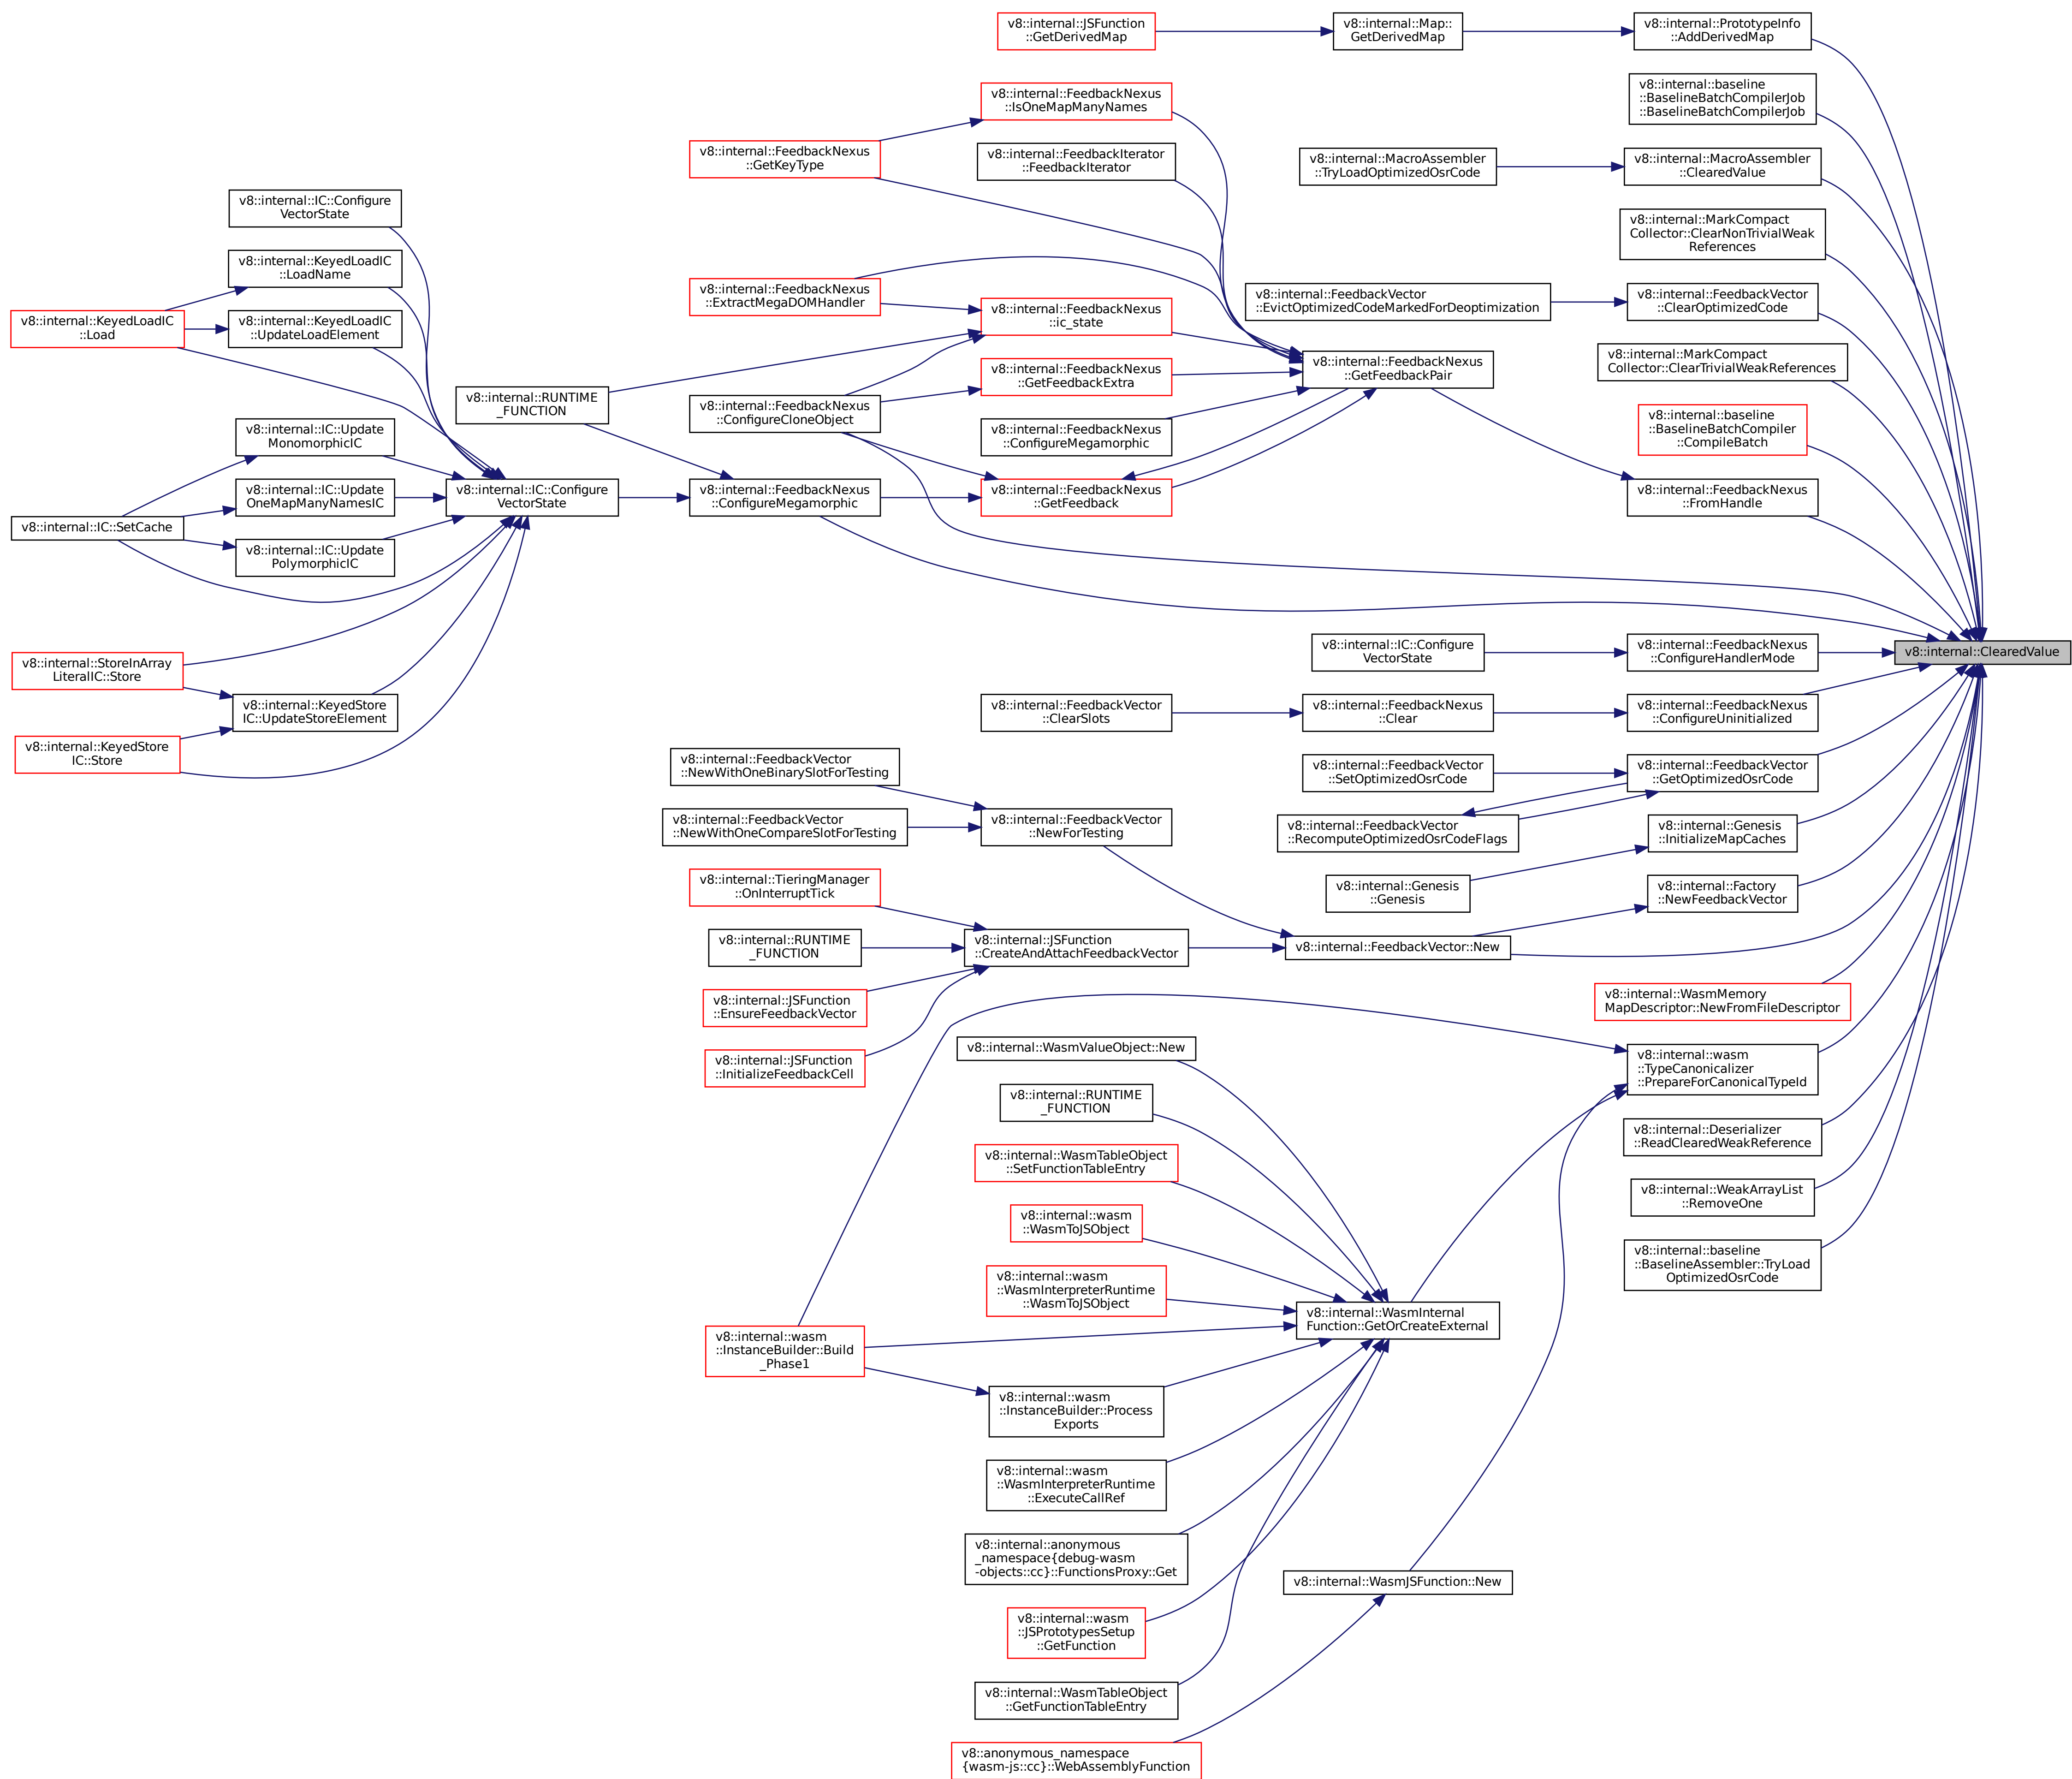 v8::internal::JSFunction
::GetDerivedMap
v8::internal::Map::
GetDerivedMap
v8::internal::PrototypeInfo
::AddDerivedMap
v8::internal::baseline
::BaselineBatchCompilerJob
::BaselineBatchCompilerJob
v8::internal::FeedbackNexus
::IsOneMapManyNames
v8::internal::FeedbackNexus
::GetKeyType
v8::internal::FeedbackIterator
::FeedbackIterator
v8::internal::MacroAssembler
::TryLoadOptimizedOsrCode
v8::internal::MacroAssembler
::ClearedValue
v8::internal::IC::Configure
VectorState
v8::internal::MarkCompact
Collector::ClearNonTrivialWeak
References
v8::internal::KeyedLoadIC
::LoadName
v8::internal::FeedbackNexus
::ExtractMegaDOMHandler
v8::internal::FeedbackVector
::EvictOptimizedCodeMarkedForDeoptimization
v8::internal::FeedbackVector
::ClearOptimizedCode
v8::internal::KeyedLoadIC
::Load
v8::internal::KeyedLoadIC
::UpdateLoadElement
v8::internal::FeedbackNexus
::ic_state
v8::internal::FeedbackNexus
::GetFeedbackExtra
v8::internal::FeedbackNexus
::GetFeedbackPair
v8::internal::MarkCompact
Collector::ClearTrivialWeakReferences
v8::internal::RUNTIME
_FUNCTION
v8::internal::FeedbackNexus
::ConfigureCloneObject
v8::internal::baseline
::BaselineBatchCompiler
::CompileBatch
v8::internal::IC::Update
MonomorphicIC
v8::internal::FeedbackNexus
::ConfigureMegamorphic
v8::internal::IC::SetCache
v8::internal::IC::Update
OneMapManyNamesIC
v8::internal::IC::Configure
VectorState
v8::internal::FeedbackNexus
::ConfigureMegamorphic
v8::internal::FeedbackNexus
::GetFeedback
v8::internal::FeedbackNexus
::FromHandle
v8::internal::IC::Update
PolymorphicIC
v8::internal::StoreInArray
LiteralIC::Store
v8::internal::IC::Configure
VectorState
v8::internal::FeedbackNexus
::ConfigureHandlerMode
v8::internal::ClearedValue
v8::internal::KeyedStore
IC::UpdateStoreElement
v8::internal::FeedbackVector
::ClearSlots
v8::internal::FeedbackNexus
::Clear
v8::internal::FeedbackNexus
::ConfigureUninitialized
v8::internal::KeyedStore
IC::Store
v8::internal::FeedbackVector
::NewWithOneBinarySlotForTesting
v8::internal::FeedbackVector
::SetOptimizedOsrCode
v8::internal::FeedbackVector
::GetOptimizedOsrCode
v8::internal::FeedbackVector
::NewWithOneCompareSlotForTesting
v8::internal::FeedbackVector
::NewForTesting
v8::internal::FeedbackVector
::RecomputeOptimizedOsrCodeFlags
v8::internal::Genesis
::InitializeMapCaches
v8::internal::TieringManager
::OnInterruptTick
v8::internal::Genesis
::Genesis
v8::internal::Factory
::NewFeedbackVector
v8::internal::RUNTIME
_FUNCTION
v8::internal::JSFunction
::CreateAndAttachFeedbackVector
v8::internal::FeedbackVector::New
v8::internal::JSFunction
::EnsureFeedbackVector
v8::internal::WasmMemory
MapDescriptor::NewFromFileDescriptor
v8::internal::JSFunction
::InitializeFeedbackCell
v8::internal::WasmValueObject::New
v8::internal::wasm
::TypeCanonicalizer
::PrepareForCanonicalTypeId
v8::internal::RUNTIME
_FUNCTION
v8::internal::Deserializer
::ReadClearedWeakReference
v8::internal::WasmTableObject
::SetFunctionTableEntry
v8::internal::WeakArrayList
::RemoveOne
v8::internal::wasm
::WasmToJSObject
v8::internal::baseline
::BaselineAssembler::TryLoad
OptimizedOsrCode
v8::internal::wasm
::WasmInterpreterRuntime
::WasmToJSObject
v8::internal::WasmInternal
Function::GetOrCreateExternal
v8::internal::wasm
::InstanceBuilder::Build
_Phase1
v8::internal::wasm
::InstanceBuilder::Process
Exports
v8::internal::wasm
::WasmInterpreterRuntime
::ExecuteCallRef
v8::internal::anonymous
_namespace{debug-wasm
-objects::cc}::FunctionsProxy::Get
v8::internal::WasmJSFunction::New
v8::internal::wasm
::JSPrototypesSetup
::GetFunction
v8::internal::WasmTableObject
::GetFunctionTableEntry
v8::anonymous_namespace
{wasm-js::cc}::WebAssemblyFunction